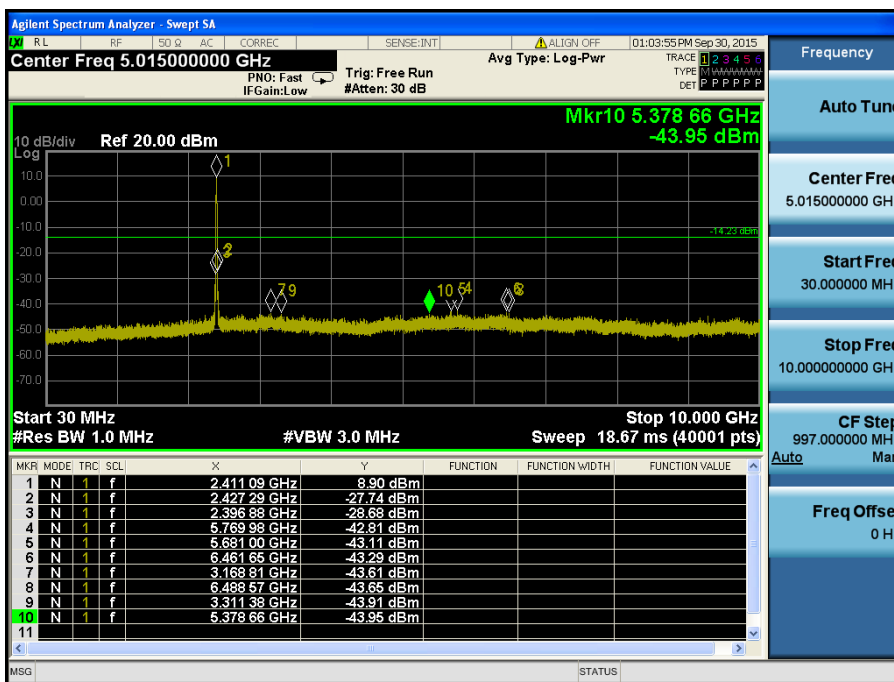 Agilent Spectrum Analyzer - Swept SA
LXI RL RF 50 Ω AC CORREC SENSE:INT ALIGN OFF 01:03:55 PM Sep 30, 2015
Center Freq 5.015000000 GHz
PNO: Fast
IFGain:Low
Trig: Free Run
#Atten: 30 dB
Avg Type: Log-Pwr
TRACE 1 2 3 4 5 6
TYPE MWWWWW
DET P P P P P P
Mkr10 5.378 66 GHz
-43.95 dBm
10 dB/div Ref 20.00 dBm
Log
10.0
0.00
-10.0
-20.0
-30.0
-40.0
-50.0
-60.0
-70.0
-14.23 dBm
1
7 9
10 5 4
Start 30 MHz
Stop 10.000 GHz
#Res BW 1.0 MHz
#VBW 3.0 MHz
Sweep 18.67 ms (40001 pts)
MKR MODE TRC SCL X Y FUNCTION FUNCTION WIDTH FUNCTION VALUE
1 N 1 f 2.411 09 GHz 8.90 dBm
2 N 1 f 2.427 29 GHz -27.74 dBm
3 N 1 f 2.396 88 GHz -28.68 dBm
4 N 1 f 5.769 98 GHz -42.81 dBm
5 N 1 f 5.681 00 GHz -43.11 dBm
6 N 1 f 6.461 65 GHz -43.29 dBm
7 N 1 f 3.168 81 GHz -43.61 dBm
8 N 1 f 6.488 57 GHz -43.65 dBm
9 N 1 f 3.311 38 GHz -43.91 dBm
10 N 1 f 5.378 66 GHz -43.95 dBm
11
MSG
STATUS
Frequency
Auto Tun
Center Fre
5.015000000 GH
Start Fre
30.000000 MH
Stop Fre
10.000000000 GH
CF Step
997.000000 MH
Auto Ma
Freq Offse
0 H